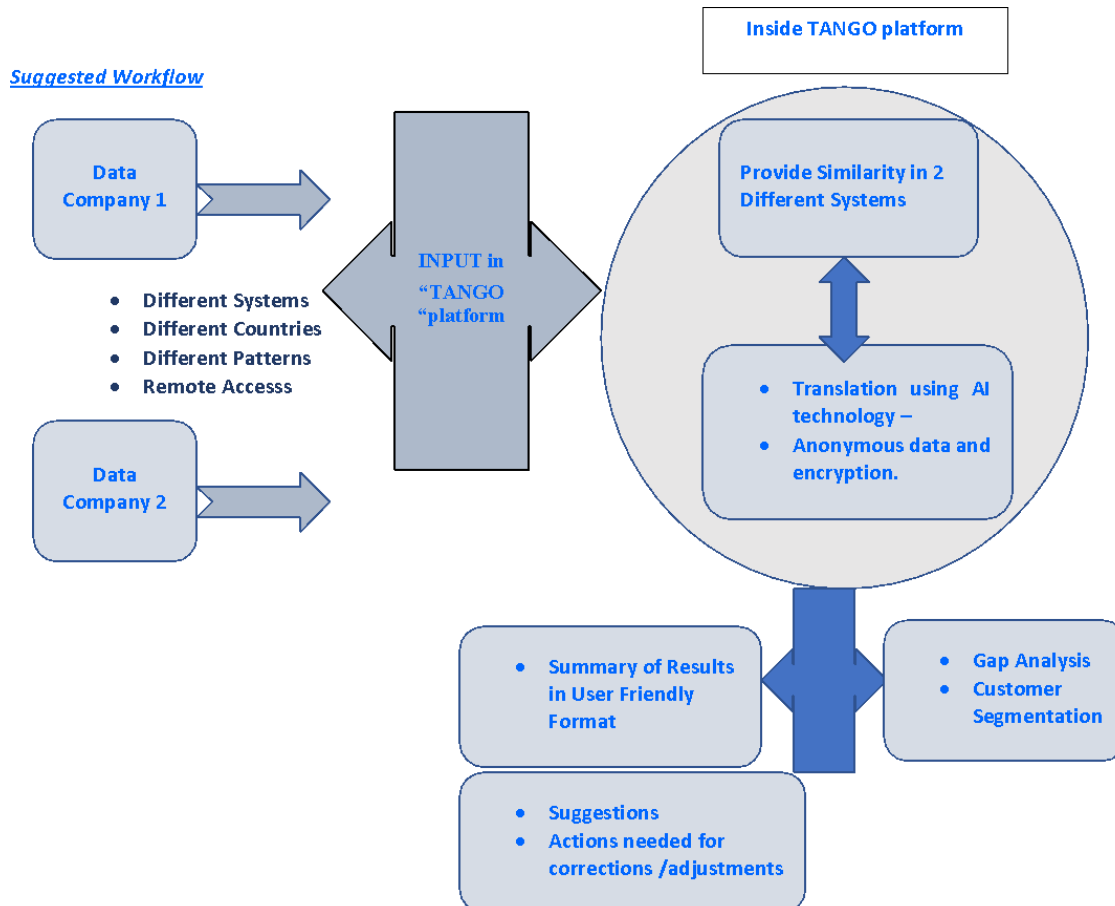 Inside TANGO platform
Suggested Workflow
Data
Company 1
• Different Systems
• Different Countries
• Different Patterns
• Remote Accesss
Data
Company 2
INPUT in
“TANGO
“platform
Provide Similarity in 2
Different Systems
• Translation using AI
technology –
• Anonymous data and
encryption.
• Summary of Results
in User Friendly
Format
• Gap Analysis
• Customer
Segmentation
• Suggestions
• Actions needed for
corrections /adjustments